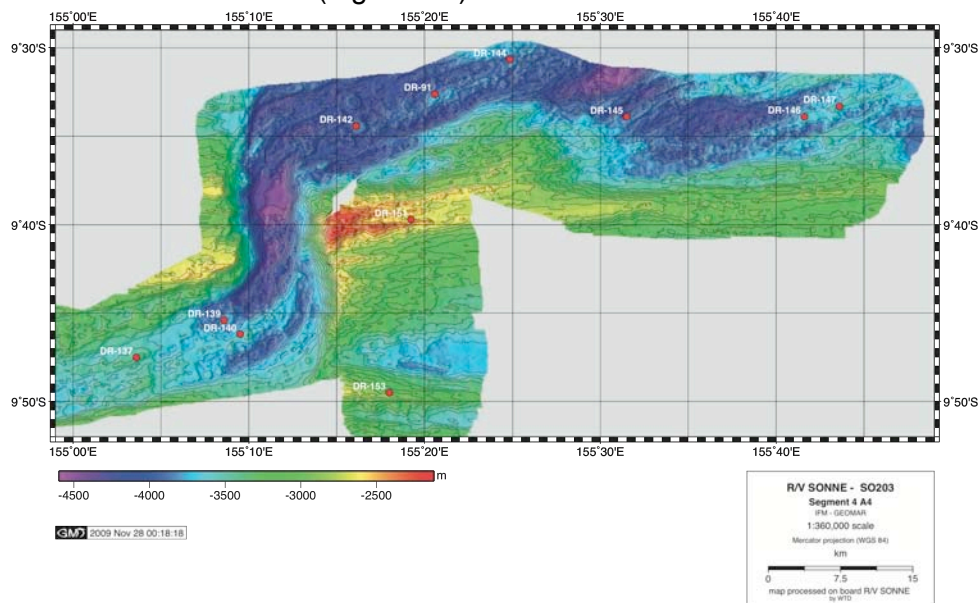 155˚00'E 155˚10'E 155˚20'E 155˚30'E 155˚40'E
9˚30'S 9˚30'S
DR-144
DR-91
DR-142
DR-145
DR-147
DR-146
9˚40'S 9˚40'S
DR-151
DR-139
DR-140
DR-137
DR-153
9˚50'S 9˚50'S
155˚00'E 155˚10'E 155˚20'E 155˚30'E 155˚40'E
m
-4500 -4000 -3500 -3000 -2500
GMD 2009 Nov 28 00:18:18
R/V SONNE - SO203
Segment 4 A4
IFM - GEOMAR
1:360,000 scale
Mercator projection (WGS 84)
km
0 7.5 15
map processed on board R/V SONNE
by WTD